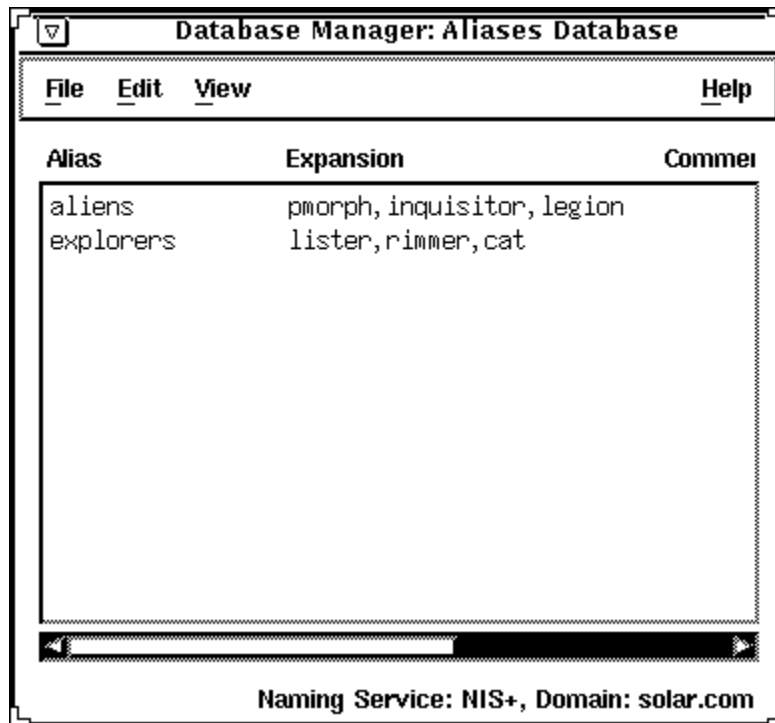 Database Manager: Aliases Database
File Edit View Help
Alias Expansion Commer
aliens pmorph,inquisitor,legion
explorers lister,rimmer,cat
Naming Service: NIS+, Domain: solar.com